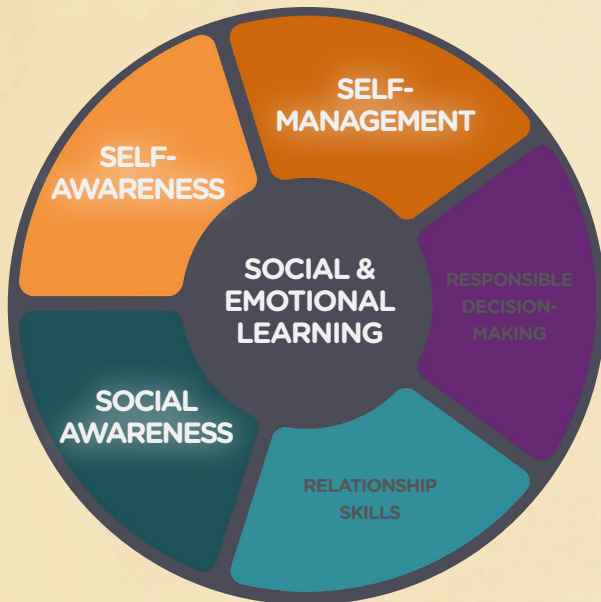 SELF-
MANAGEMENT
SELF-
AWARENESS
SOCIAL &
EMOTIONAL
LEARNING
RESPONSIBLE
DECISION-
MAKING
SOCIAL
AWARENESS
RELATIONSHIP
SKILLS